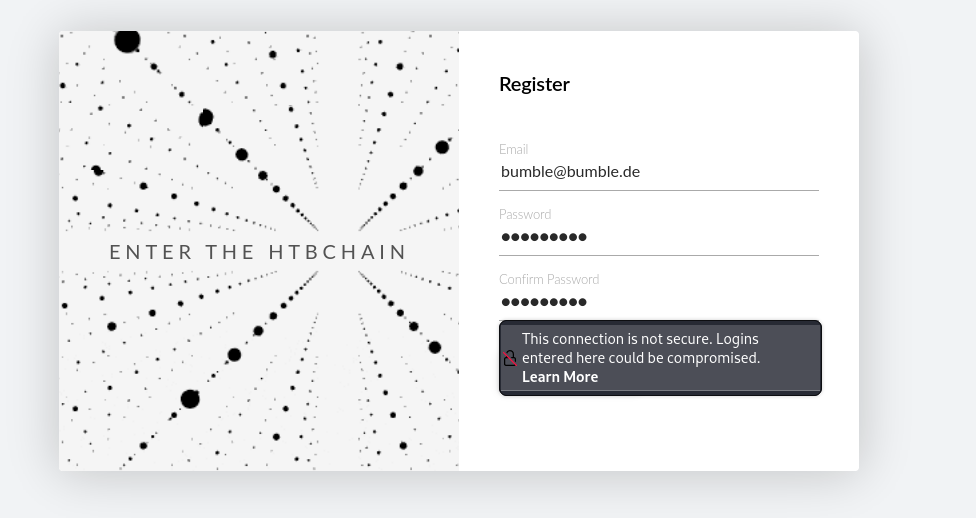 Register
Email
bumble@bumble.de
Password
●●●●●●●●●
ENTER THE HTBCHAIN
Confirm Password
●●●●●●●●●
This connection is not secure. Logins
entered here could be compromised.
Learn More